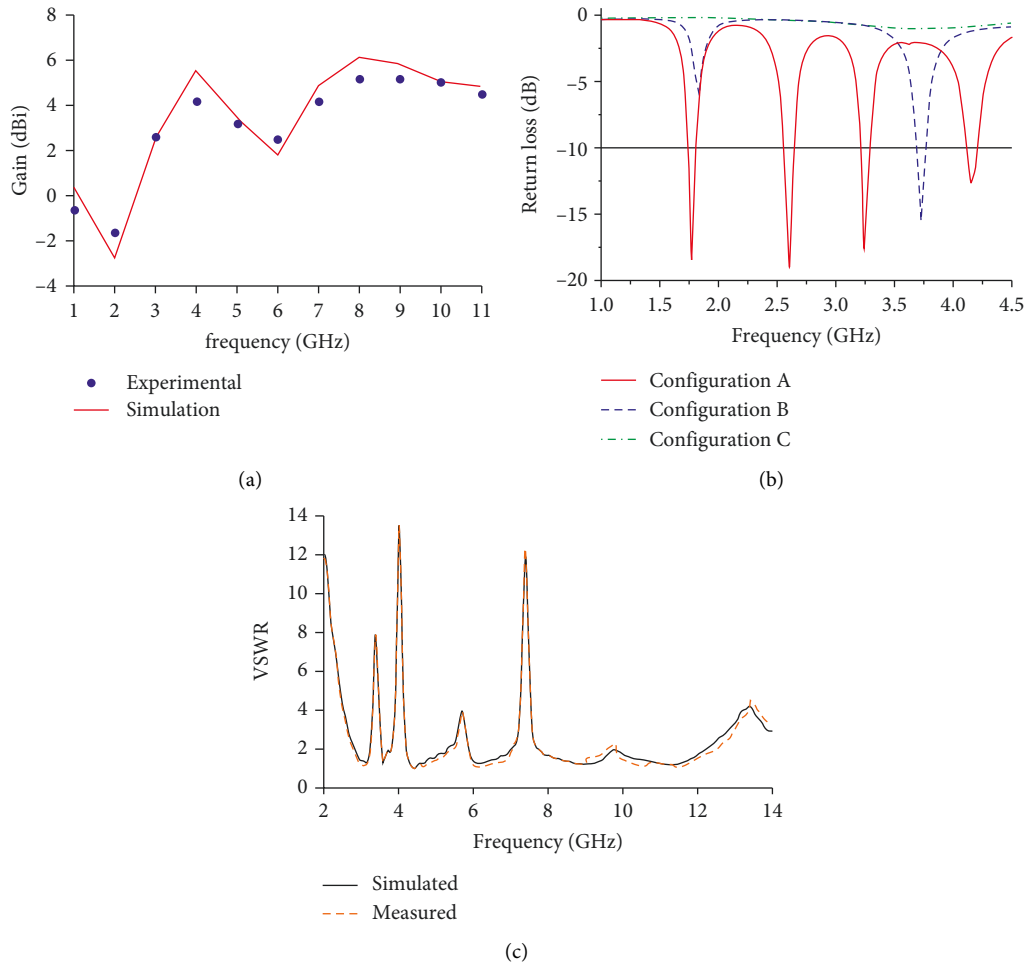 8
6
4
2
0
–2
–4
Gain (dBi)
1 2 3 4 5 6 7 8 9 10 11
frequency (GHz)
Experimental
Simulation
(a)
0
–5
–10
–15
–20
Return loss (dB)
1.0 1.5 2.0 2.5 3.0 3.5 4.0 4.5
Frequency (GHz)
Configuration A
Configuration B
Configuration C
(b)
14
12
10
8
6
4
2
0
VSWR
2 4 6 8 10 12 14
Frequency (GHz)
Simulated
Measured
(c)